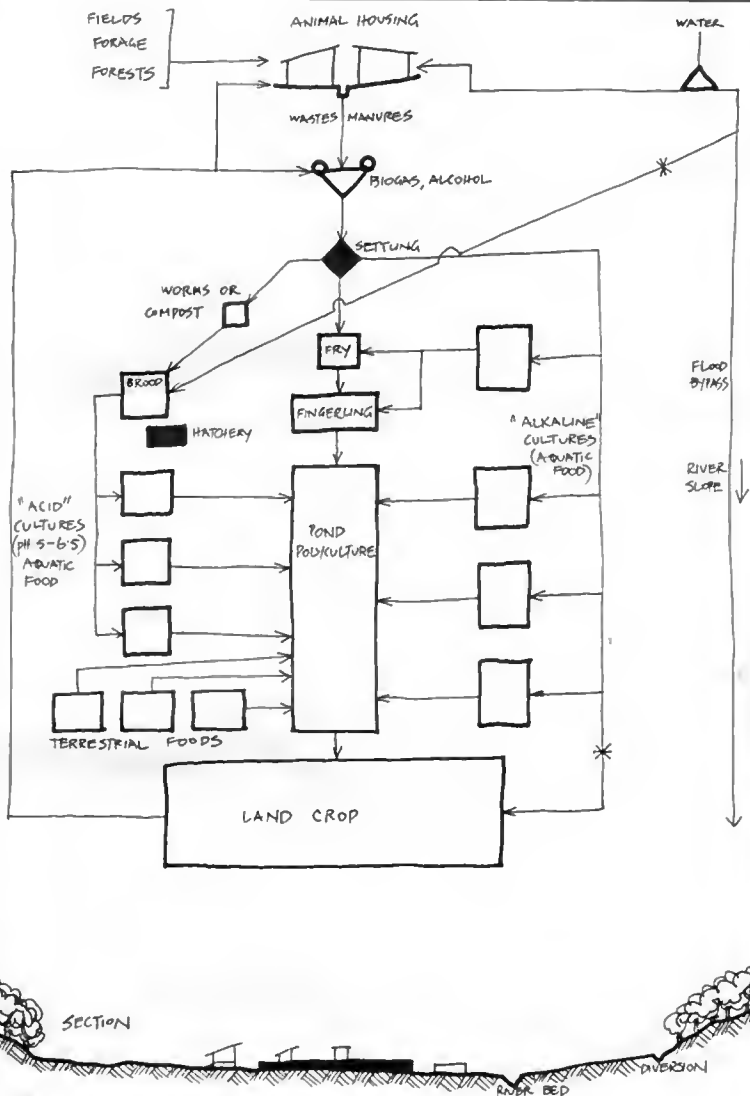 FIELDS
FORAGE
FORESTS
ANIMAL HOUSING
WATER
WASTES MANURES
BIOGAS, ALCOHOL
SETTLING
WORMS OR
COMPOST
BROOD
FRY
FINGERLING
HATCHERY
"ALKALINE"
CULTURES
(AQUATIC
FOOD)
FLOOD
BYPASS
RIVER
SLOPE
"ACID"
CULTURES
(pH 5-6.5)
AQUATIC
FOOD
POND
POLYCULTURE
TERRESTRIAL FOODS
LAND CROP
SECTION
DIVERSION
RIVER BED